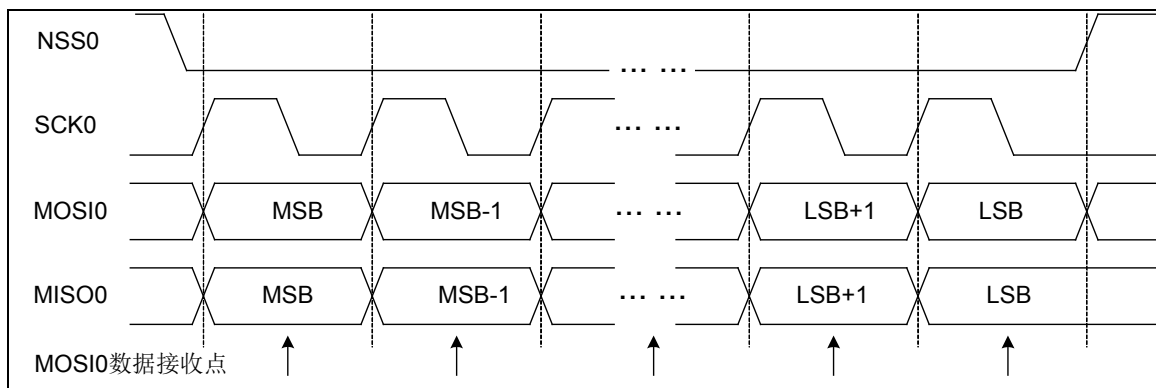 NSS0
... ...
SCK0
... ...
MOSI0
MSB
MSB-1
... ...
LSB+1
LSB
MISO0
MSB
MSB-1
... ...
LSB+1
LSB
MOSI0数据接收点